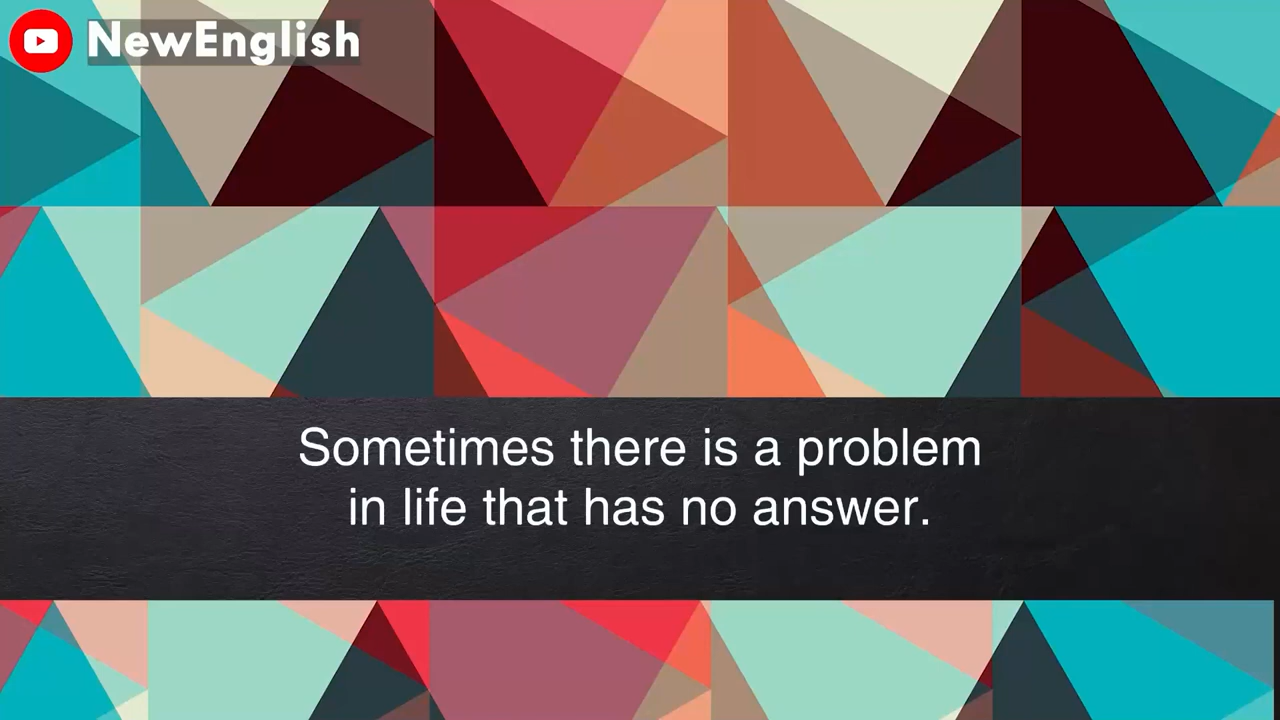 NewEnglish
Sometimes there is a problem
in life that has no answer.